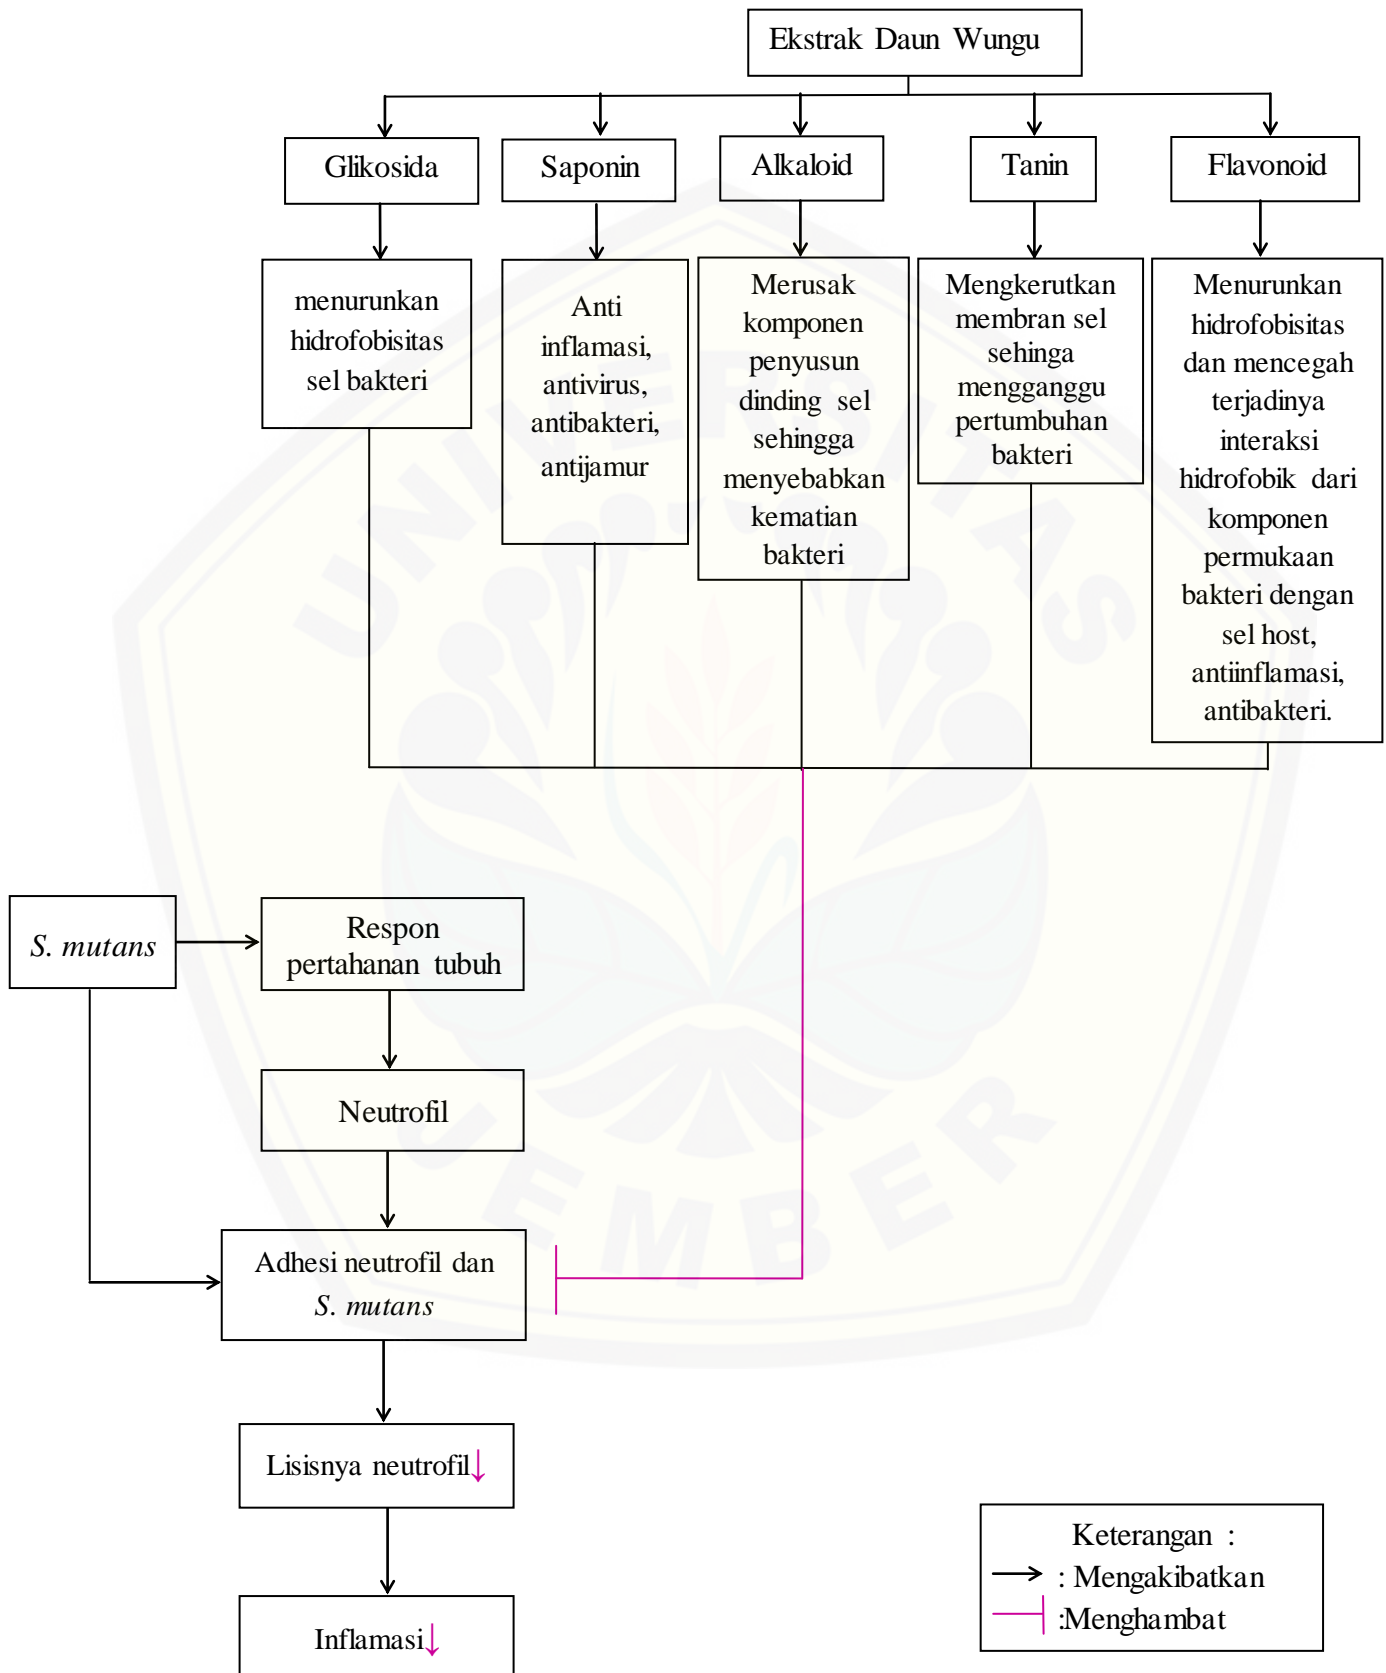 Ekstrak Daun Wungu
Glikosida
Saponin
Alkaloid
Tanin
Flavonoid
menurunkan
hidrofobisitas
sel bakteri
Anti
inflamasi,
antivirus,
antibakteri,
antijamur
Merusak
komponen
penyusun
dinding sel
sehingga
menyebabkan
kematian
bakteri
Mengkerutkan
membran sel
sehinga
mengganggu
pertumbuhan
bakteri
Menurunkan
hidrofobisitas
dan mencegah
terjadinya
interaksi
hidrofobik dari
komponen
permukaan
bakteri dengan
sel host,
antiinflamasi,
antibakteri.
UNIVERSITAS
S. mutans
Respon
pertahanan tubuh
Neutrofil
JEMBER
Adhesi neutrofil dan
S. mutans
Lisisnya neutrofil↓
Inflamasi↓
Keterangan :
: Mengakibatkan
:Menghambat